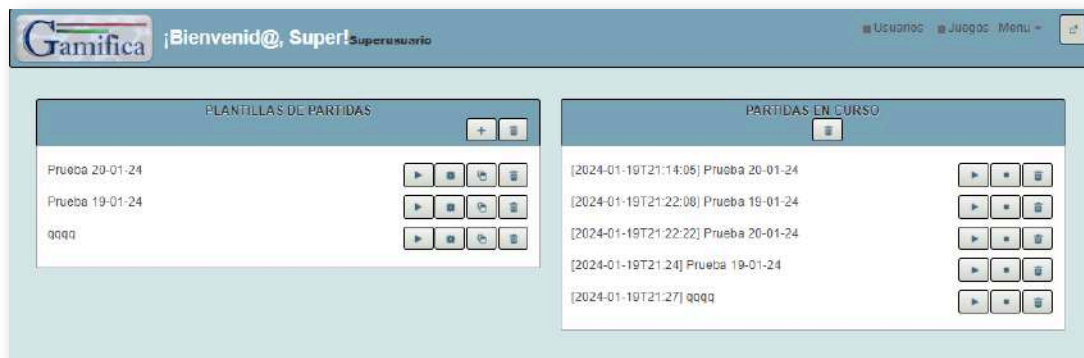 Gamifica
¡Bienvenid@, Super!Superusuario
Usuarios Juegos Menu
PLANTILLAS DE PARTIDAS
Prueba 20-01-24
Prueba 19-01-24
qqqq
PARTIDAS EN CURSO
[2024-01-19T21:14:05] Prueba 20-01-24
[2024-01-19T21:22:08] Prueba 19-01-24
[2024-01-19T21:22:22] Prueba 20-01-24
[2024-01-19T21:24] Prueba 19-01-24
[2024-01-19T21:27] qqqq